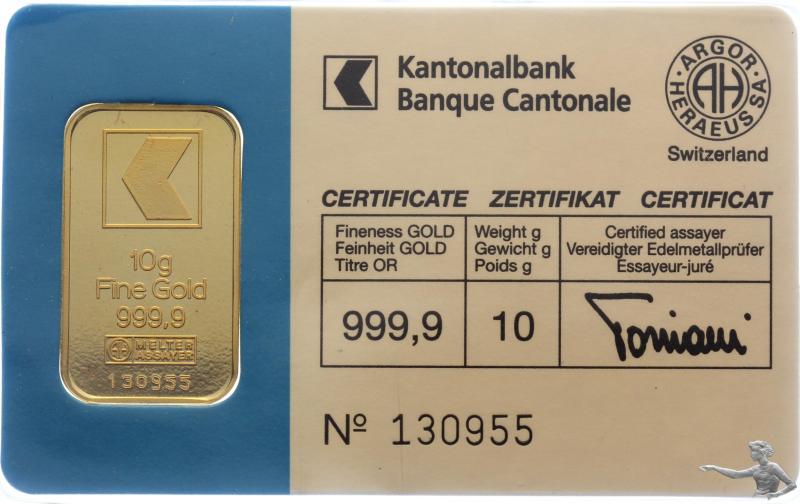 10g
Fine Gold
999,9
AH MELTER
ASSAYER
130955
Kantonalbank
Banque Cantonale
ARGOR-HERAEUS SA
AH
Switzerland
CERTIFICATE ZERTIFIKAT CERTIFICAT
Fineness GOLD
Feinheit GOLD
Titre OR
Weight g
Gewicht g
Poids g
Certified assayer
Vereidigter Edelmetallprüfer
Essayeur-juré
999,9
10
Nº 130955